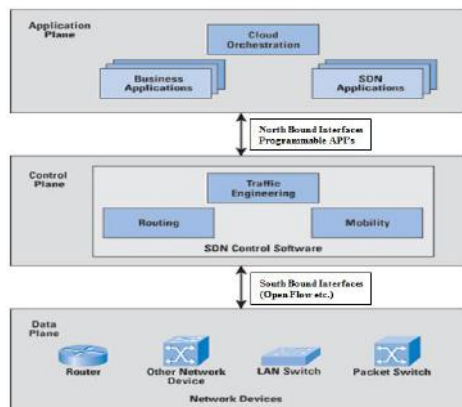 Application
Plane
Cloud
Orchestration
Business
Applications
SDN
Applications
North Bound Interfaces
Programmable API's
Control
Plane
Traffic
Engineering
Routing
Mobility
SDN Control Software
South Bound Interfaces
(Open Flow etc.)
Data
Plane
Router
Other Network
Device
LAN Switch
Packet Switch
Network Devices